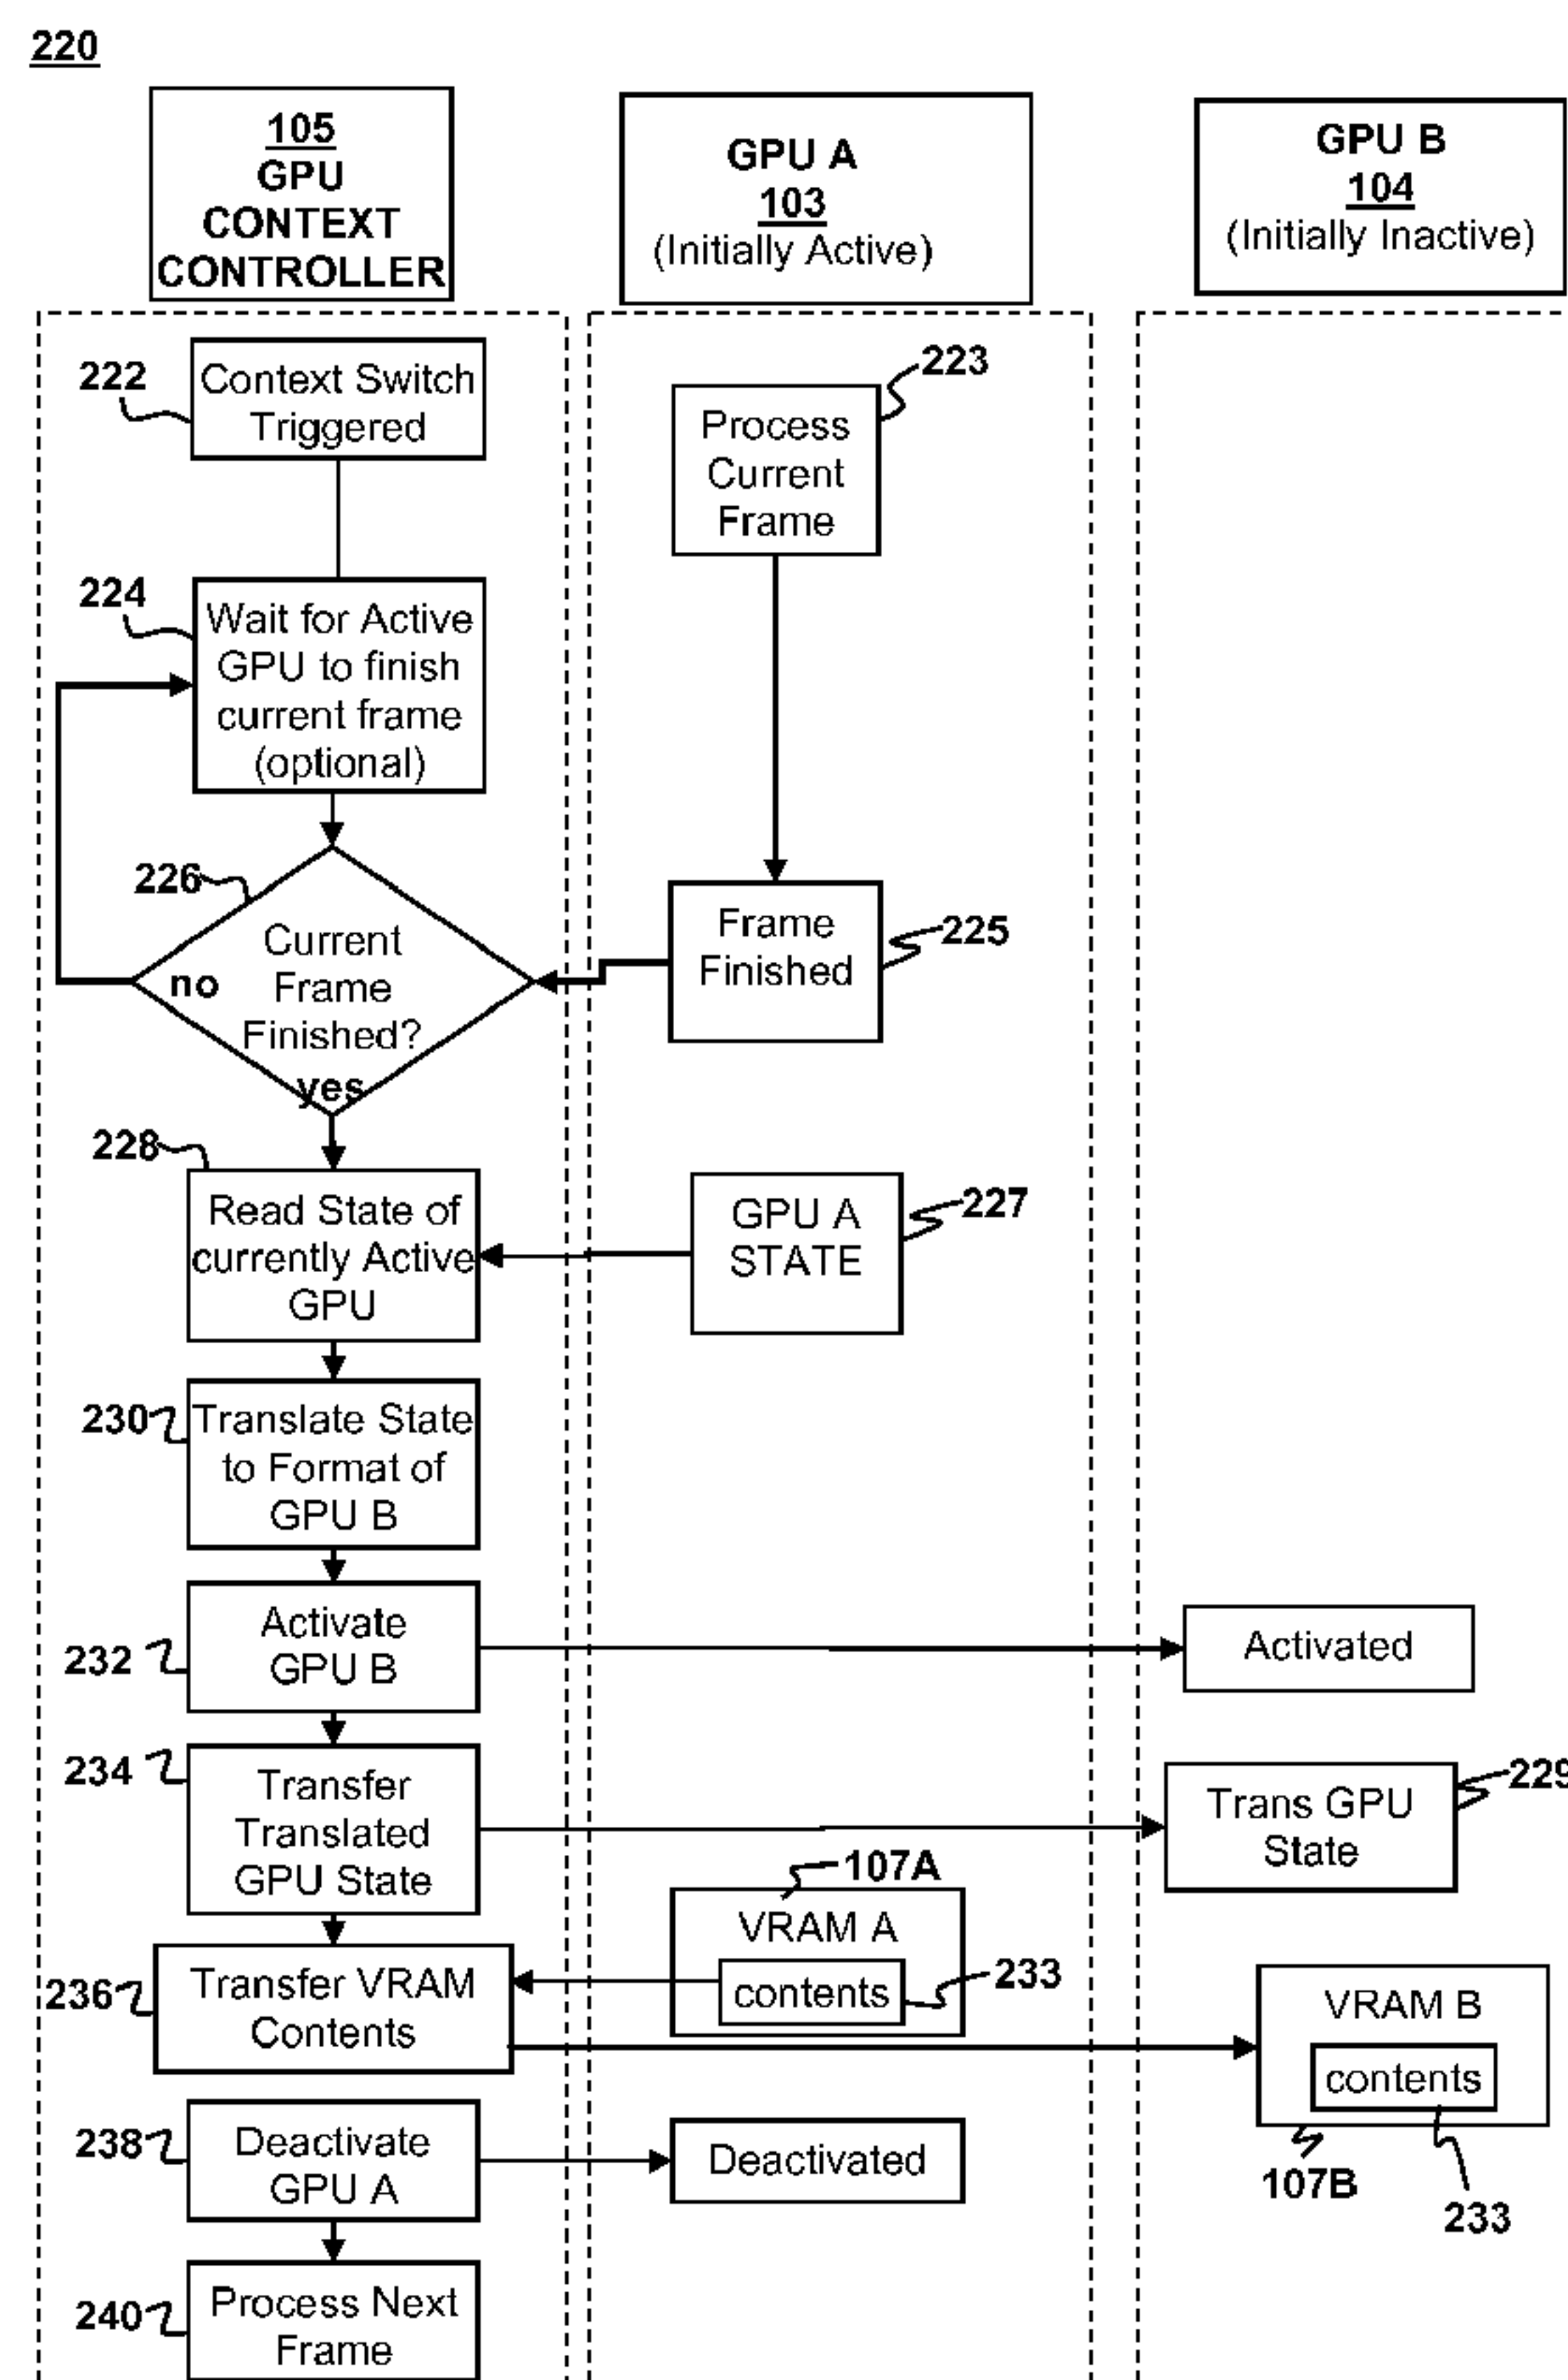 220
105
GPU
CONTEXT
CONTROLLER
GPU A
103
(Initially Active)
GPU B
104
(Initially Inactive)
222
Context Switch
Triggered
223
Process
Current
Frame
224
Wait for Active
GPU to finish
current frame
(optional)
226
Current
Frame
Finished?
no
yes
Frame
Finished
225
228
Read State of
currently Active
GPU
GPU A
STATE
227
230
Translate State
to Format of
GPU B
232
Activate
GPU B
Activated
234
Transfer
Translated
GPU State
Trans GPU
State
229
107A
VRAM A
contents
233
236
Transfer VRAM
Contents
VRAM B
contents
107B
233
238
Deactivate
GPU A
Deactivated
240
Process Next
Frame